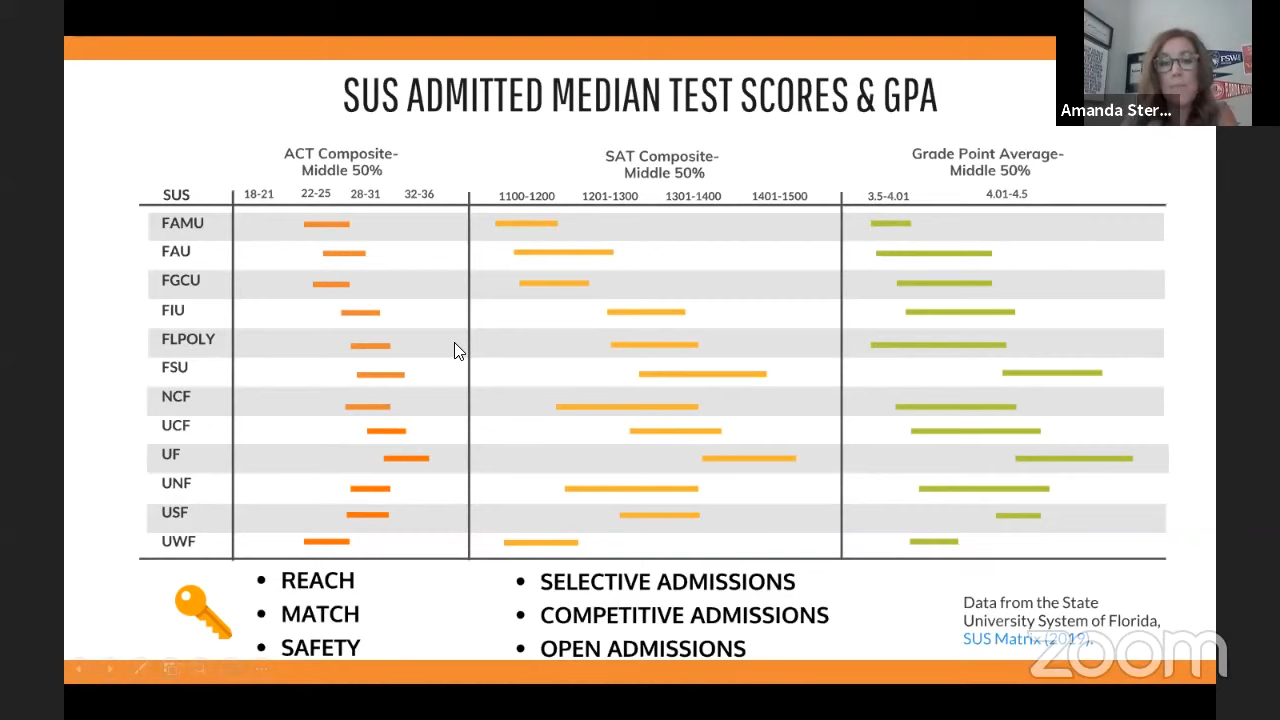 SUS ADMITTED MEDIAN TEST SCORES & GPA
Amanda Ster...
ACT Composite-
Middle 50%
SAT Composite-
Middle 50%
Grade Point Average-
Middle 50%
SUS 18-21 22-25 28-31 32-36 1100-1200 1201-1300 1301-1400 1401-1500 3.5-4.01 4.01-4.5
FAMU
FAU
FGCU
FIU
FLPOLY
FSU
NCF
UCF
UF
UNF
USF
UWF
• REACH
• MATCH
• SAFETY
• SELECTIVE ADMISSIONS
• COMPETITIVE ADMISSIONS
• OPEN ADMISSIONS
Data from the State
University System of Florida,
SUS Matrix (2019).
zoom